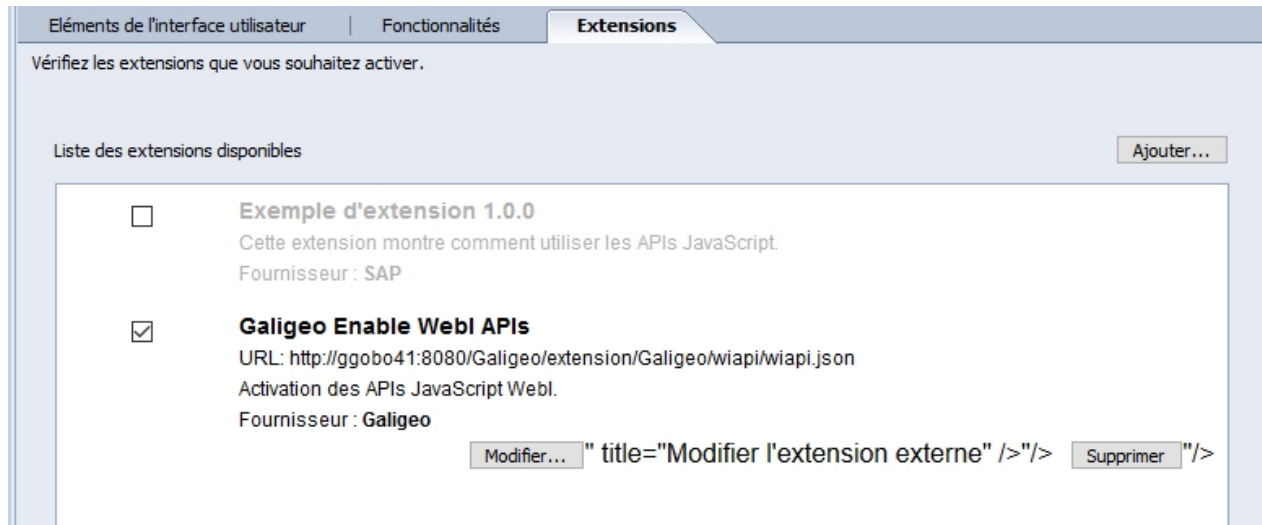 Eléments de l'interface utilisateur | Fonctionnalités Extensions
Vérifiez les extensions que vous souhaitez activer.
Liste des extensions disponibles Ajouter...
Exemple d'extension 1.0.0
Cette extension montre comment utiliser les APIs JavaScript.
Fournisseur : SAP
Galigeo Enable WebI APIs
URL: http://ggobo41:8080/Galigeo/extension/Galigeo/wiapi/wiapi.json
Activation des APIs JavaScript WebI.
Fournisseur : Galigeo
Modifier... " title="Modifier l'extension externe" />"/> Supprimer "/>